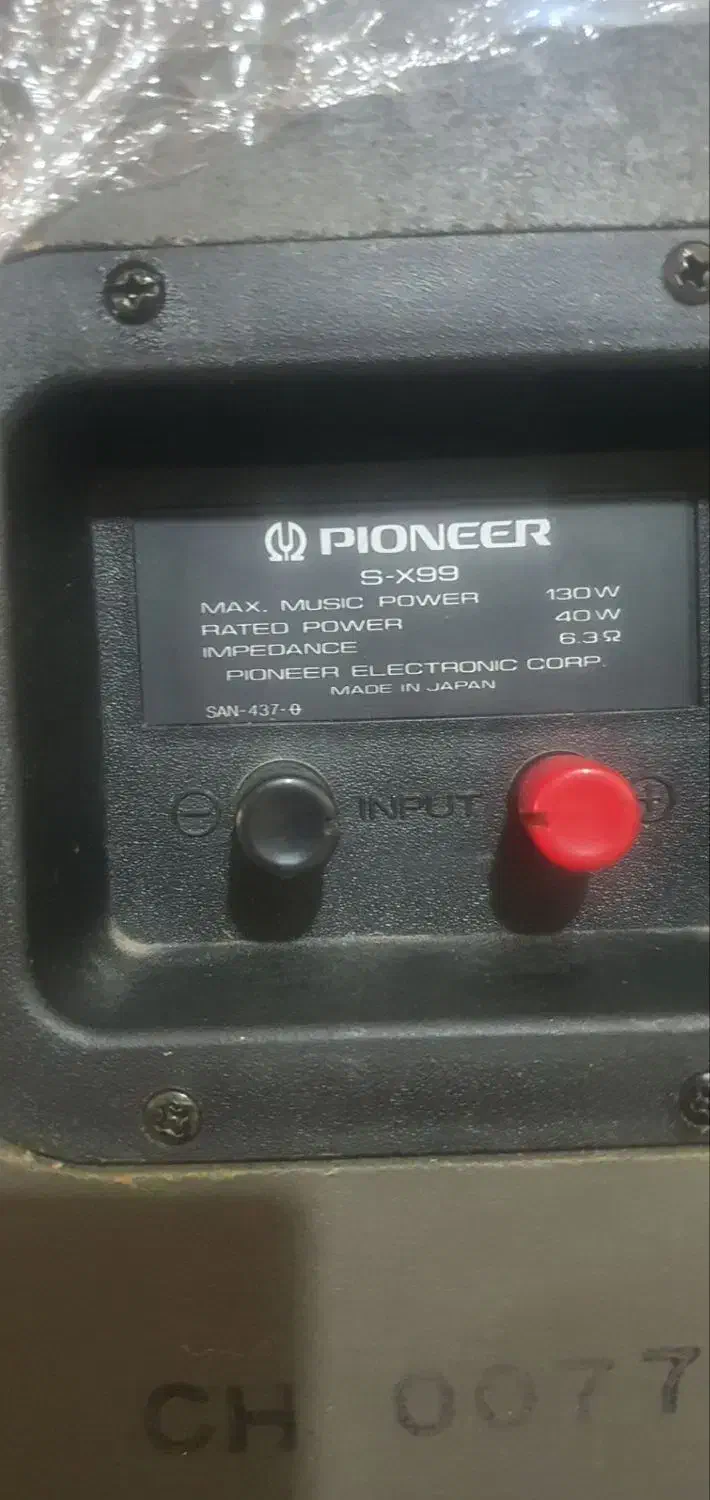 PIONEER
S-X99
MAX. MUSIC POWER 130W
RATED POWER 40W
IMPEDANCE 6.3Ω
PIONEER ELECTRONIC CORP.
MADE IN JAPAN
SAN-437-0
⊖ INPUT ⊕
CH 0077